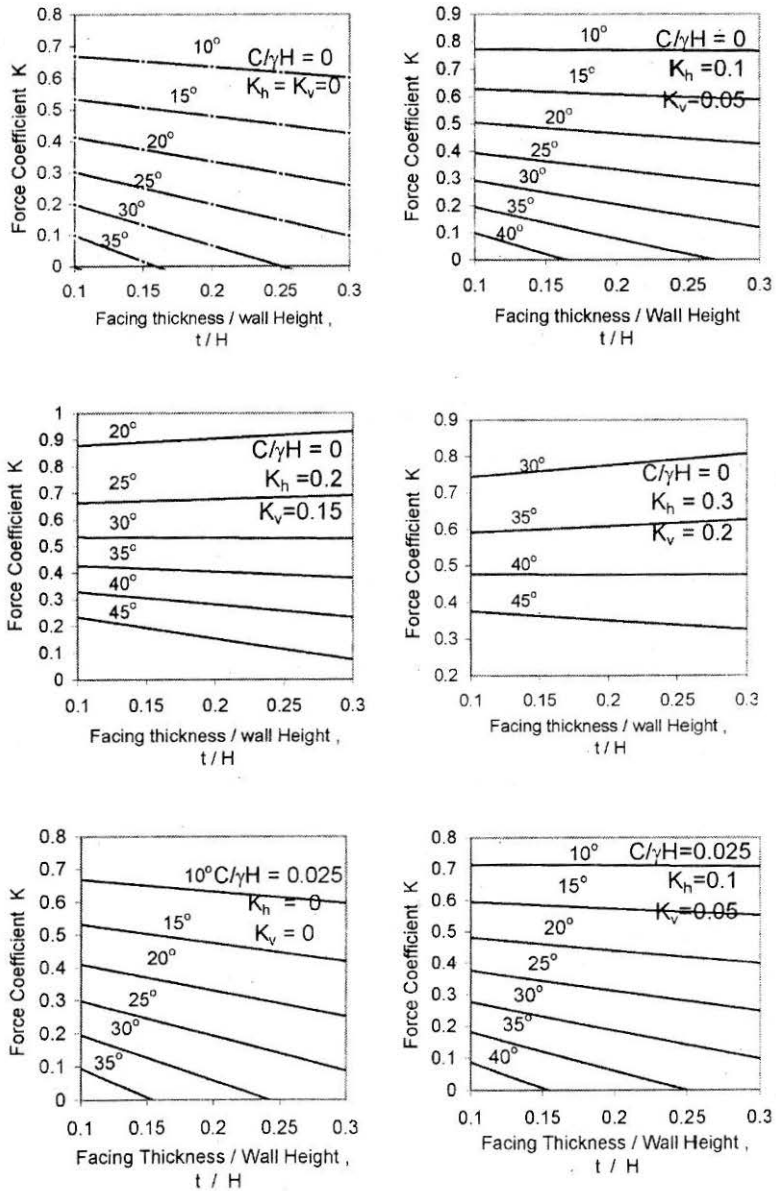 0.8
0.7
0.6
0.5
0.4
0.3
0.2
0.1
0
Force Coefficient K
10°
15°
20°
25°
30°
35°
C/γH = 0
K_h = K_v=0
0.1 0.15 0.2 0.25 0.3
Facing thickness / wall Height ,
t / H
0.9
0.8
0.7
0.6
0.5
0.4
0.3
0.2
0.1
0
Force Coefficient K
10°
15°
20°
25°
30°
35°
40°
C/γH = 0
K_h =0.1
K_v=0.05
0.1 0.15 0.2 0.25 0.3
Facing thickness / Wall Height
t / H
1
0.9
0.8
0.7
0.6
0.5
0.4
0.3
0.2
0.1
0
Force Coefficient K
20°
25°
30°
35°
40°
45°
C/γH = 0
K_h =0.2
K_v=0.15
0.1 0.15 0.2 0.25 0.3
Facing thickness / wall Height ,
t / H
0.9
0.8
0.7
0.6
0.5
0.4
0.3
0.2
Force Coefficient K
30°
35°
40°
45°
C/γH = 0
K_h = 0.3
K_v = 0.2
0.1 0.15 0.2 0.25 0.3
Facing thickness / wall Height ,
t / H
0.8
0.7
0.6
0.5
0.4
0.3
0.2
0.1
0
Force Coefficient K
10°
15°
20°
25°
30°
35°
C/γH = 0.025
K_h = 0
K_v = 0
0.1 0.15 0.2 0.25 0.3
Facing Thickness / Wall Height ,
t / H
0.8
0.7
0.6
0.5
0.4
0.3
0.2
0.1
0
Force Coefficient K
10°
15°
20°
25°
30°
35°
40°
C/γH=0.025
K_h=0.1
K_v=0.05
0.1 0.15 0.2 0.25 0.3
Facing Thickness / Wall Height ,
t / H